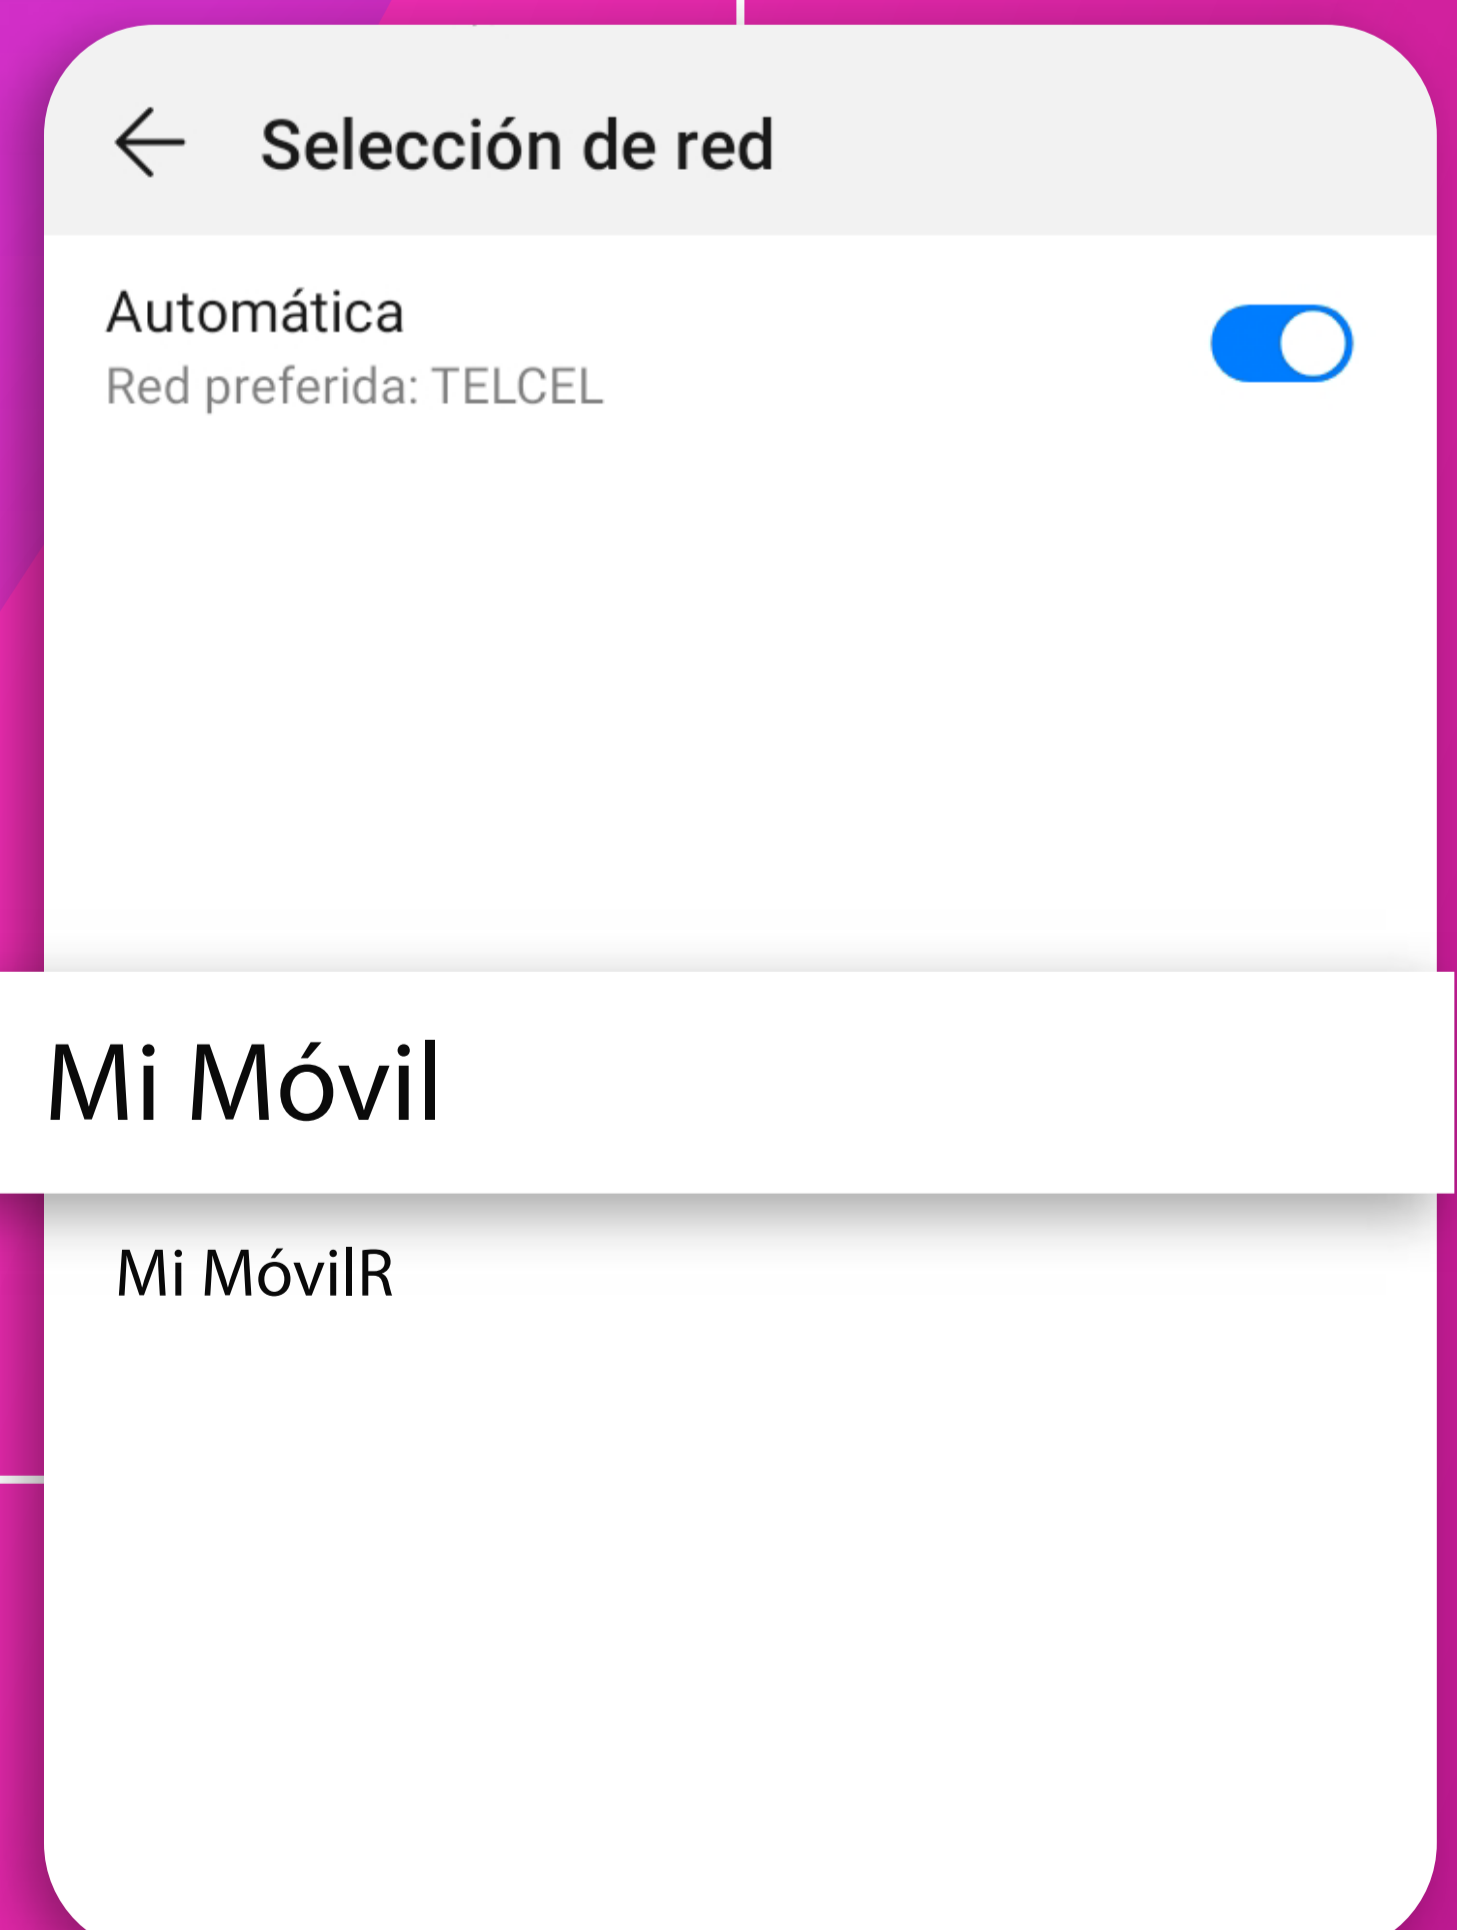 Selección de red
Automática
Red preferida: TELCEL
Mi Móvil
Mi MóvilR